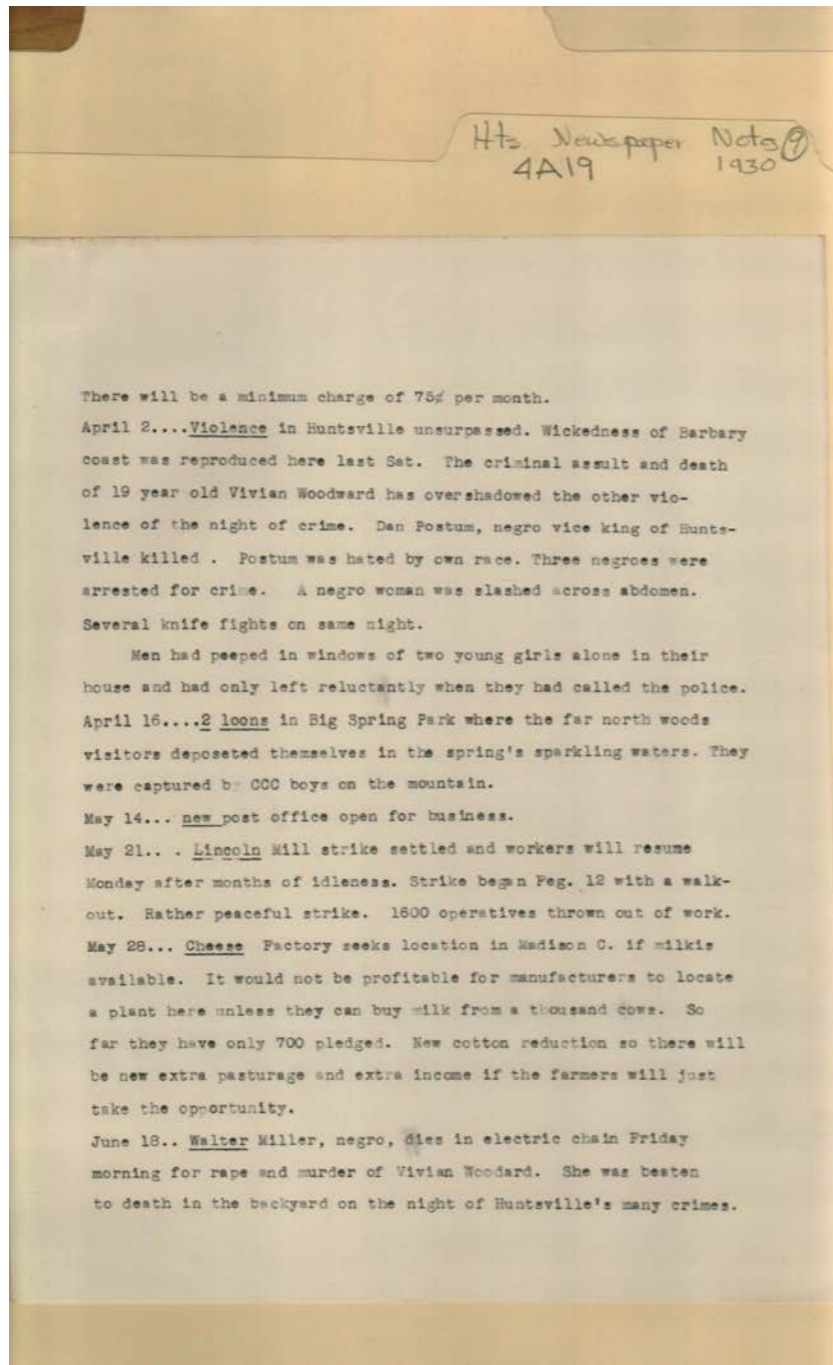 Hts Newspaper Notes 9
4A19 1930
There will be a minimum charge of 75¢ per month.
April 2....Violence in Huntsville unsurpassed. Wickedness of Barbary
coast was reproduced here last Sat. The criminal assult and death
of 19 year old Vivian Woodward has overshadowed the other vio-
lence of the night of crime. Dan Postum, negro vice king of Hunts-
ville killed . Postum was hated by own race. Three negroes were
arrested for crime. A negro woman was slashed across abdomen.
Several knife fights on same night.
Men had peeped in windows of two young girls alone in their
house and had only left reluctantly when they had called the police.
April 16....2 loons in Big Spring Park where the far north woods
visitors deposeted themselves in the spring's sparkling waters. They
were captured by CCC boys on the mountain.
May 14... new post office open for business.
May 21.. . Lincoln Mill strike settled and workers will resume
Monday after months of idleness. Strike began Feg. 12 with a walk-
out. Rather peaceful strike. 1600 operatives thrown out of work.
May 28... Cheese Factory seeks location in Madison C. if milkis
available. It would not be profitable for manufacturers to locate
a plant here unless they can buy milk from a thousand cows. So
far they have only 700 pledged. New cotton reduction so there will
be new extra pasturage and extra income if the farmers will just
take the opportunity.
June 18.. Walter Miller, negro, dies in electric chain Friday
morning for rape and murder of Vivian Woodard. She was beaten
to death in the backyard on the night of Huntsville's many crimes.